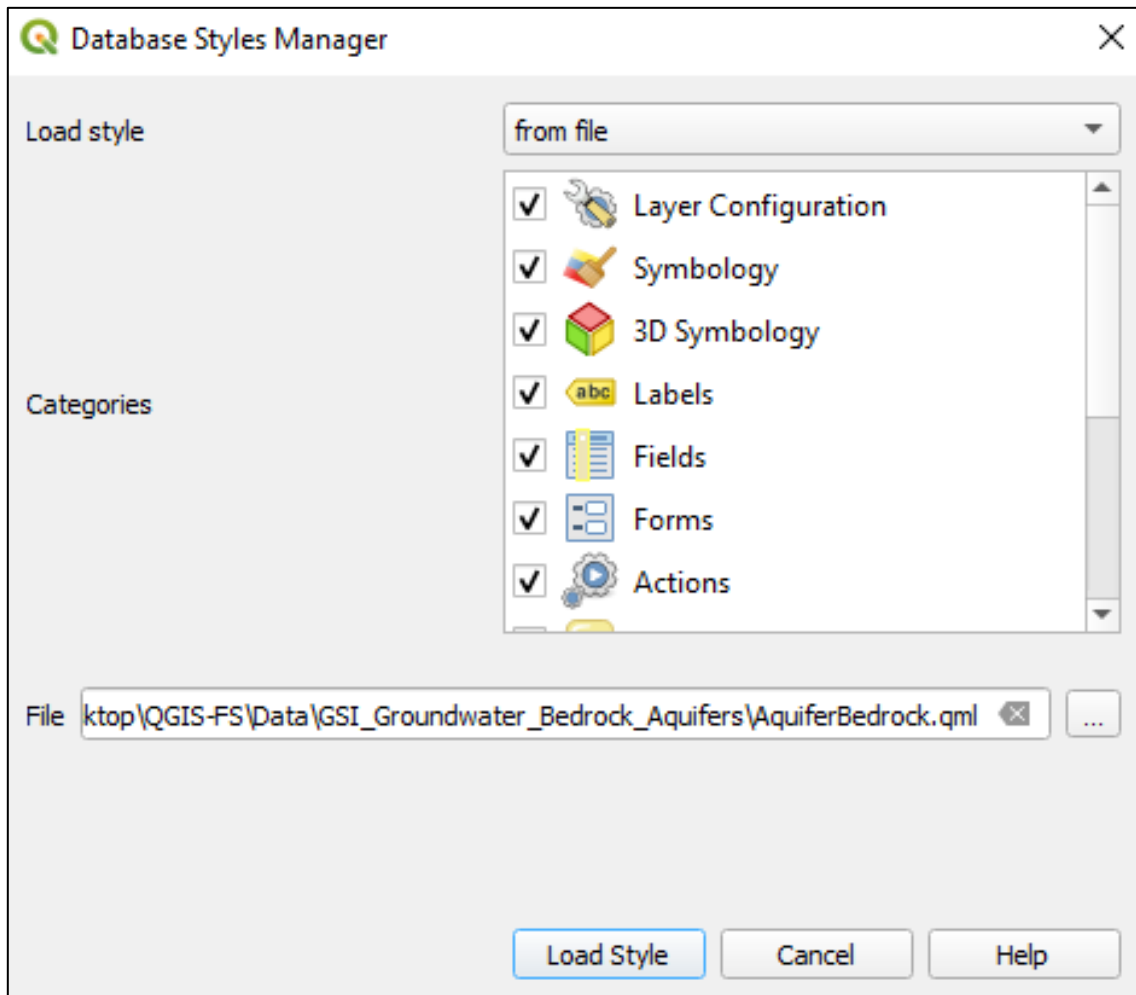 Database Styles Manager
Load style
from file
Categories
Layer Configuration
Symbology
3D Symbology
abc
Labels
Fields
Forms
Actions
File
ktop\QGIS-FS\Data\GSI_Groundwater_Bedrock_Aquifers\AquiferBedrock.qml
...
Load Style
Cancel
Help